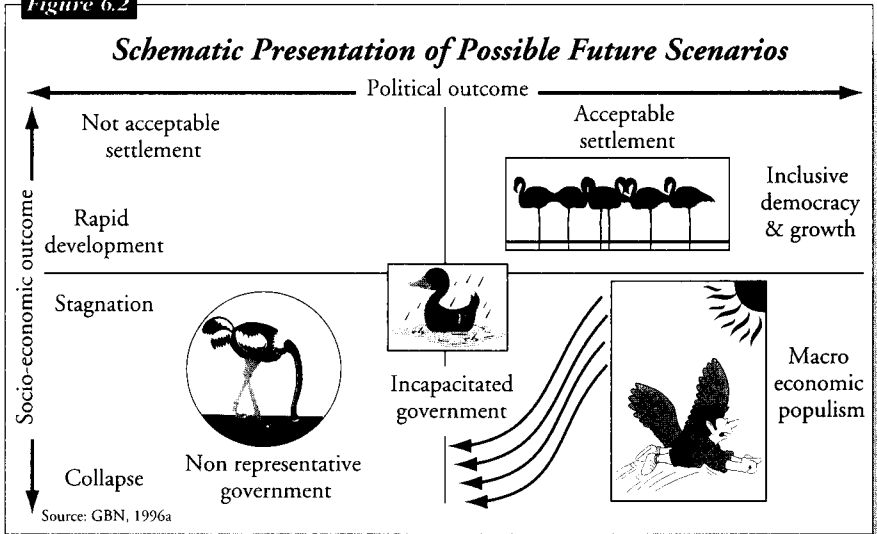 Figure 6.2
Schematic Presentation of Possible Future Scenarios
Political outcome
Not acceptable
settlement
Acceptable
settlement
Socio-economic outcome
Rapid
development
Inclusive
democracy
& growth
Stagnation
Incapacitated
government
Macro
economic
populism
Non representative
government
Collapse
Source: GBN, 1996a